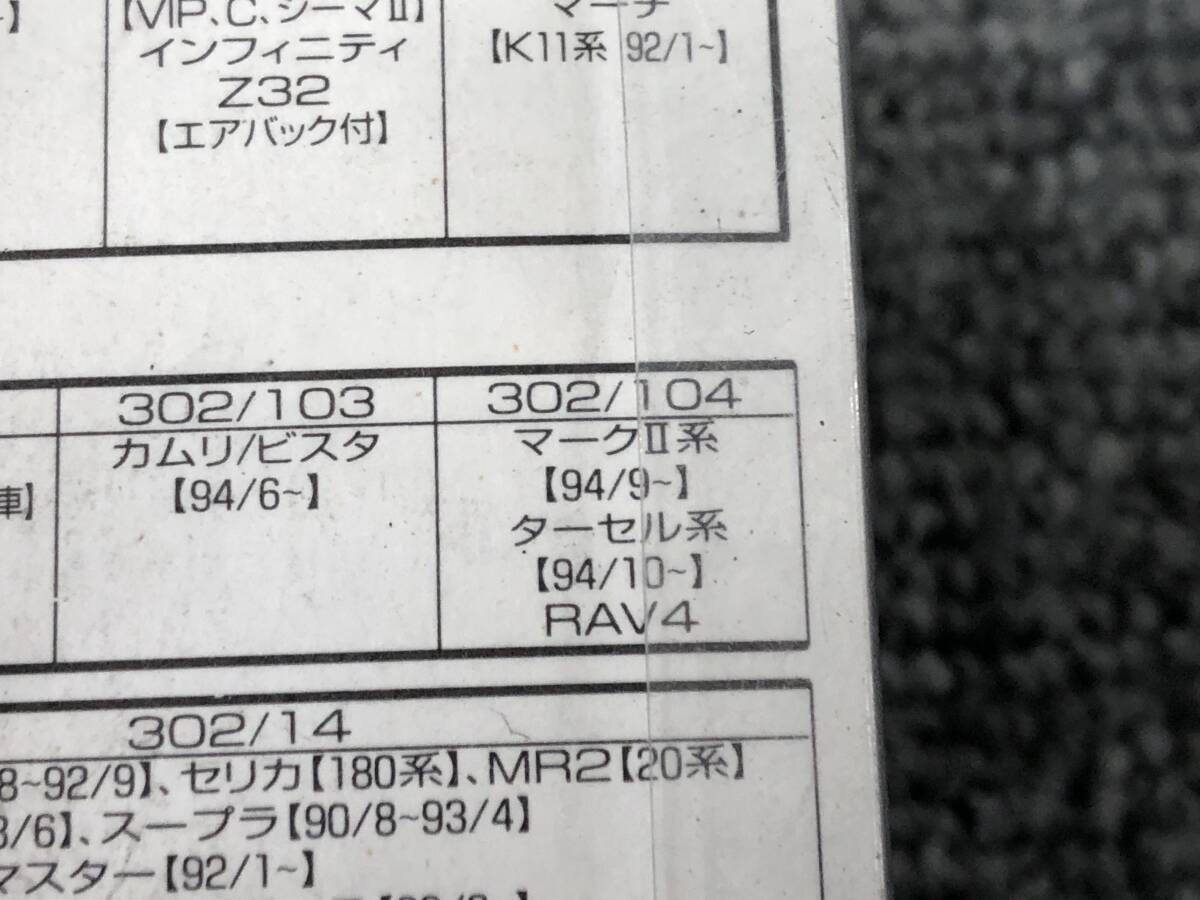 【VIP、C、シーマⅡ】
インフィニティ
Z32
【エアバック付】
マーチ
【K11系 92/1~】
302/103
カムリ/ビスタ
【94/6~】
302/104
マークⅡ系
【94/9~】
ターセル系
【94/10~】
RAV4
庫】
302/14
8~92/9】、セリカ【180系】、MR2【20系】
3/6】、スープラ【90/8~93/4】
マスター【92/1~】